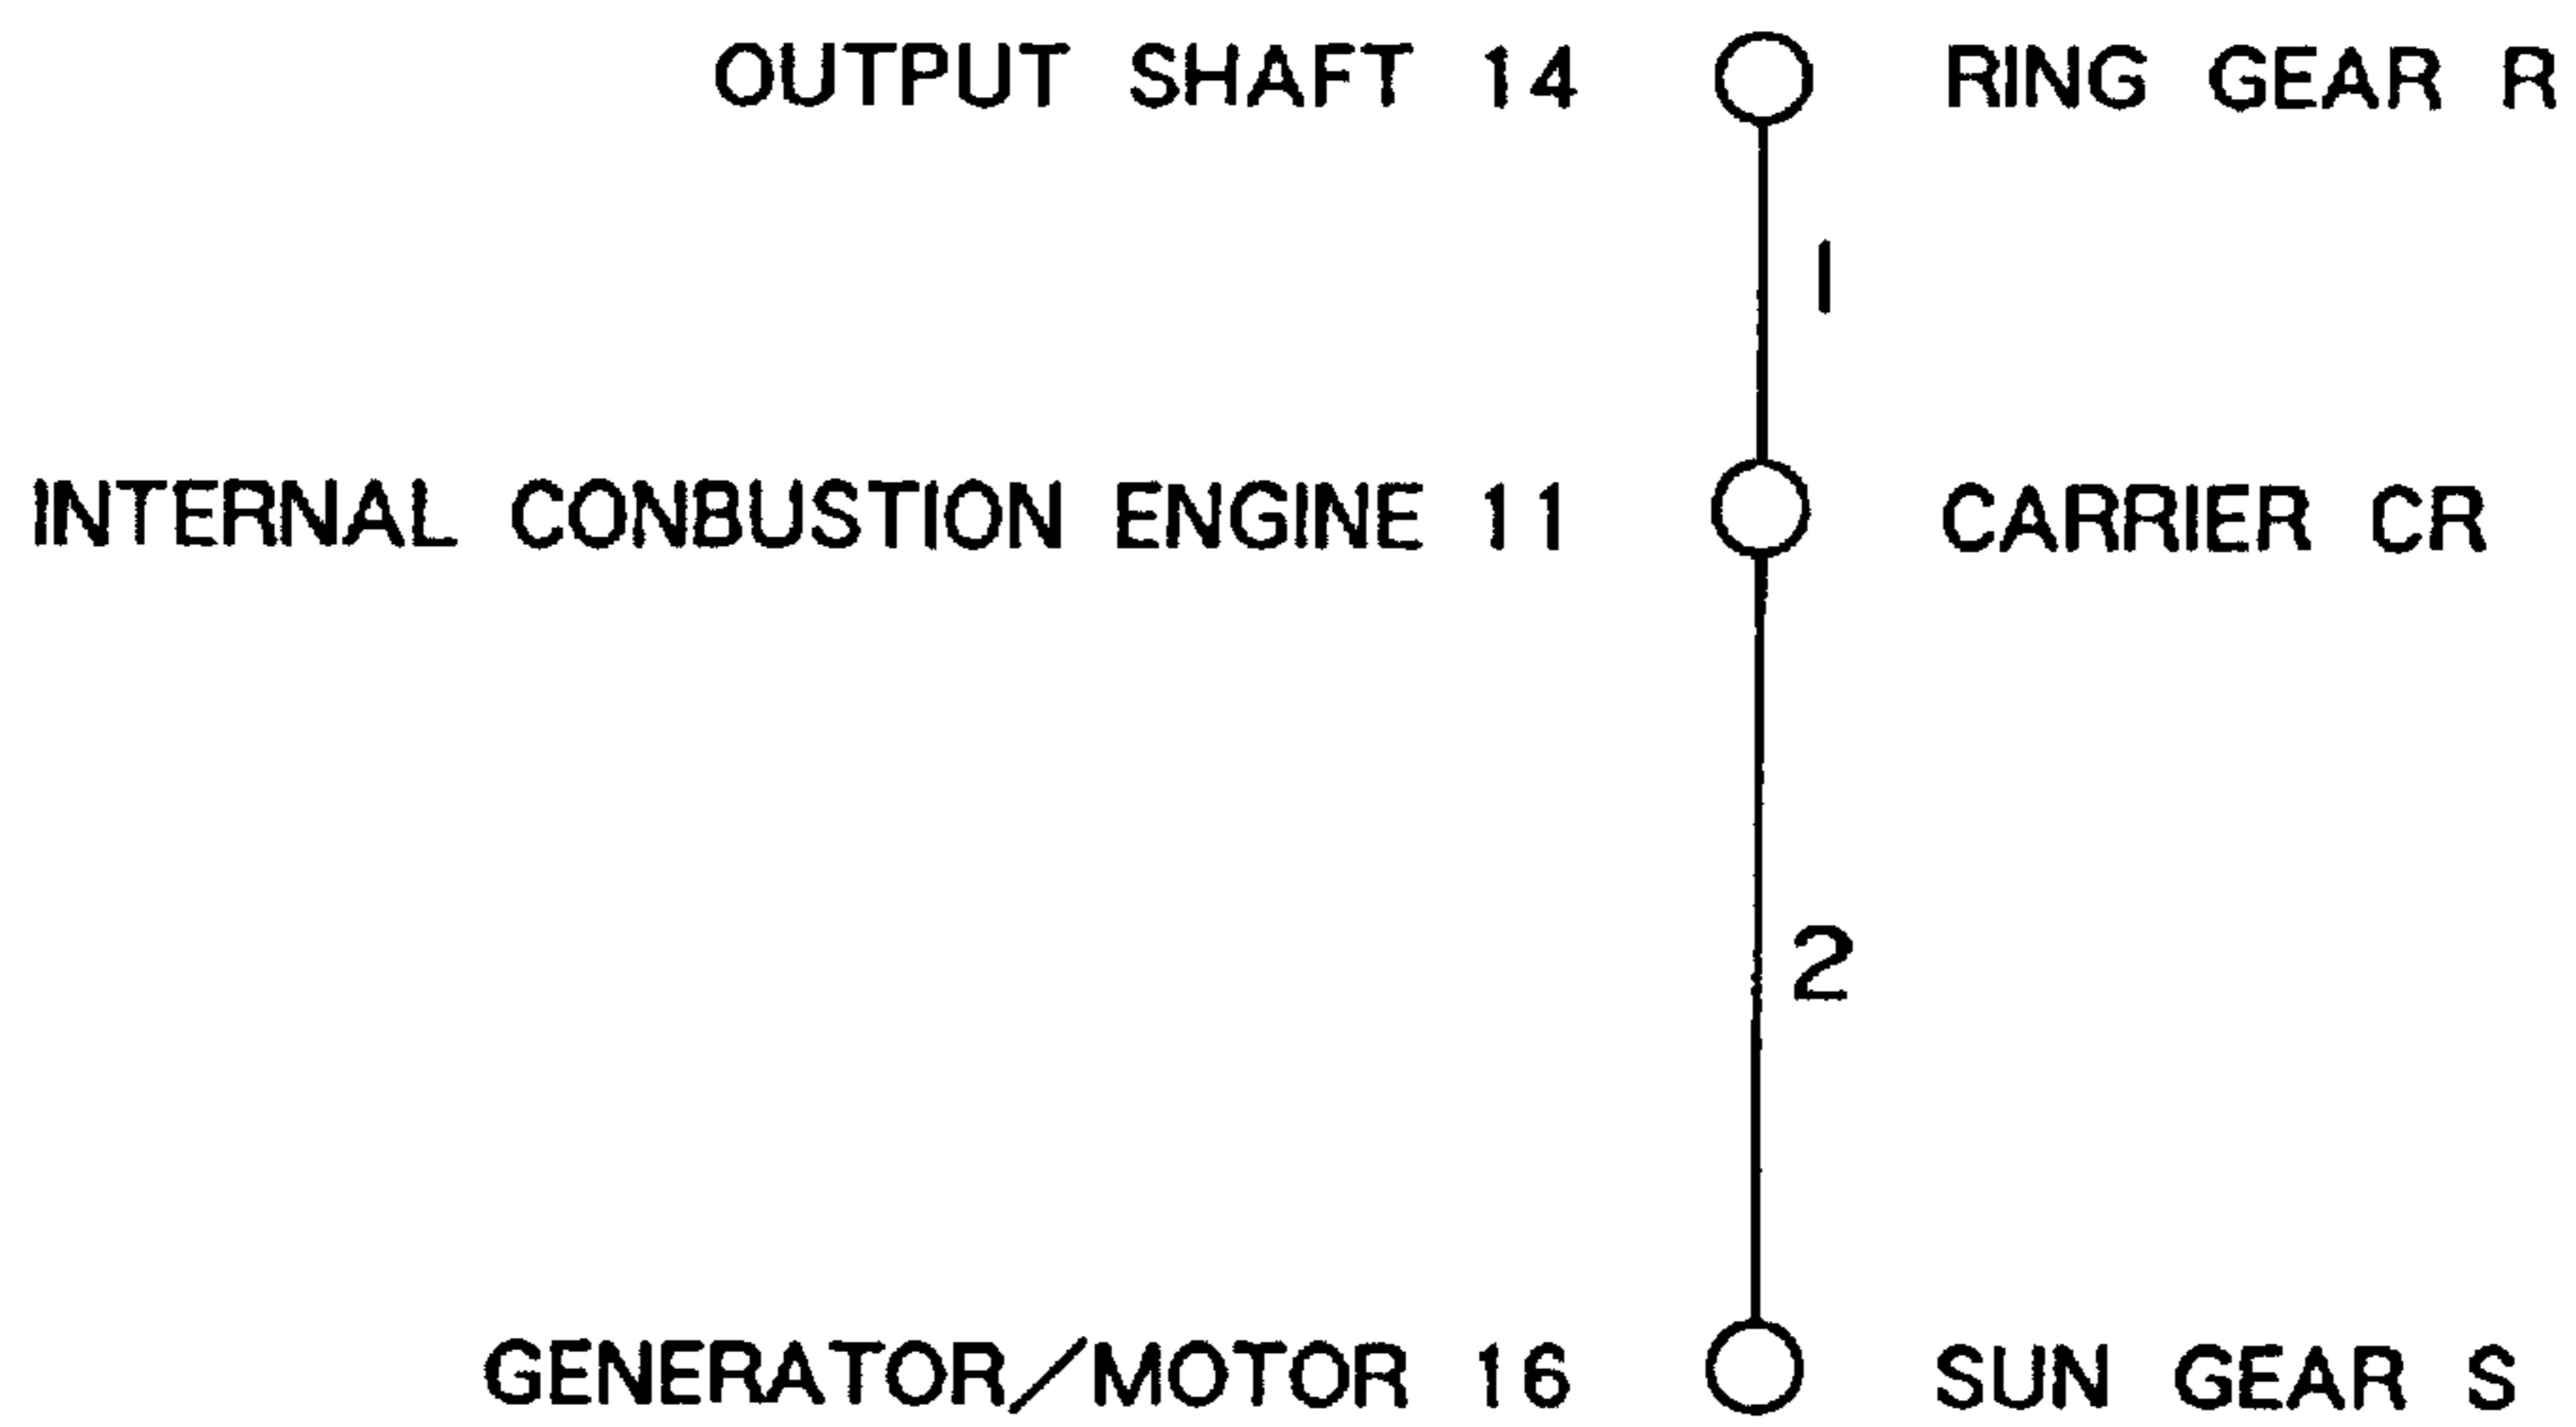 OUTPUT SHAFT 14 RING GEAR R
1
INTERNAL CONBUSTION ENGINE 11 CARRIER CR
2
GENERATOR/MOTOR 16 SUN GEAR S